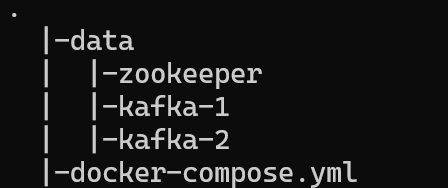 .
  |-data
  |  |-zookeeper
  |  |-kafka-1
  |  |-kafka-2
  |-docker-compose.yml